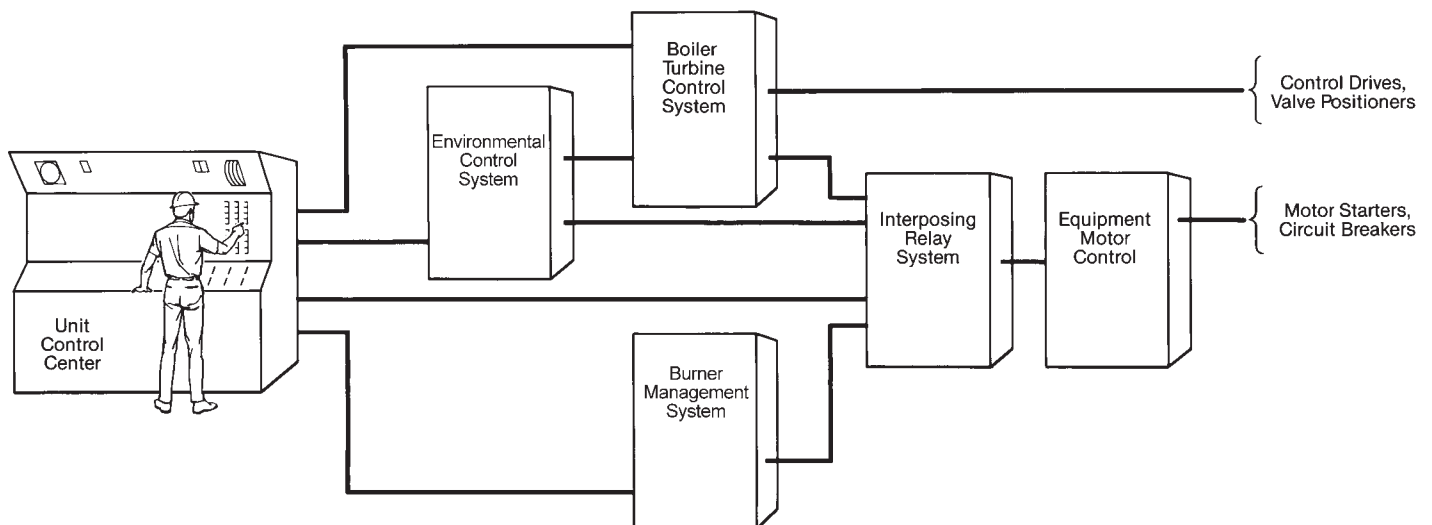 Boiler
Turbine
Control
System
Control Drives,
Valve Positioners
Environmental
Control
System
Interposing
Relay
System
Equipment
Motor
Control
Motor Starters,
Circuit Breakers
Unit
Control
Center
Burner
Management
System